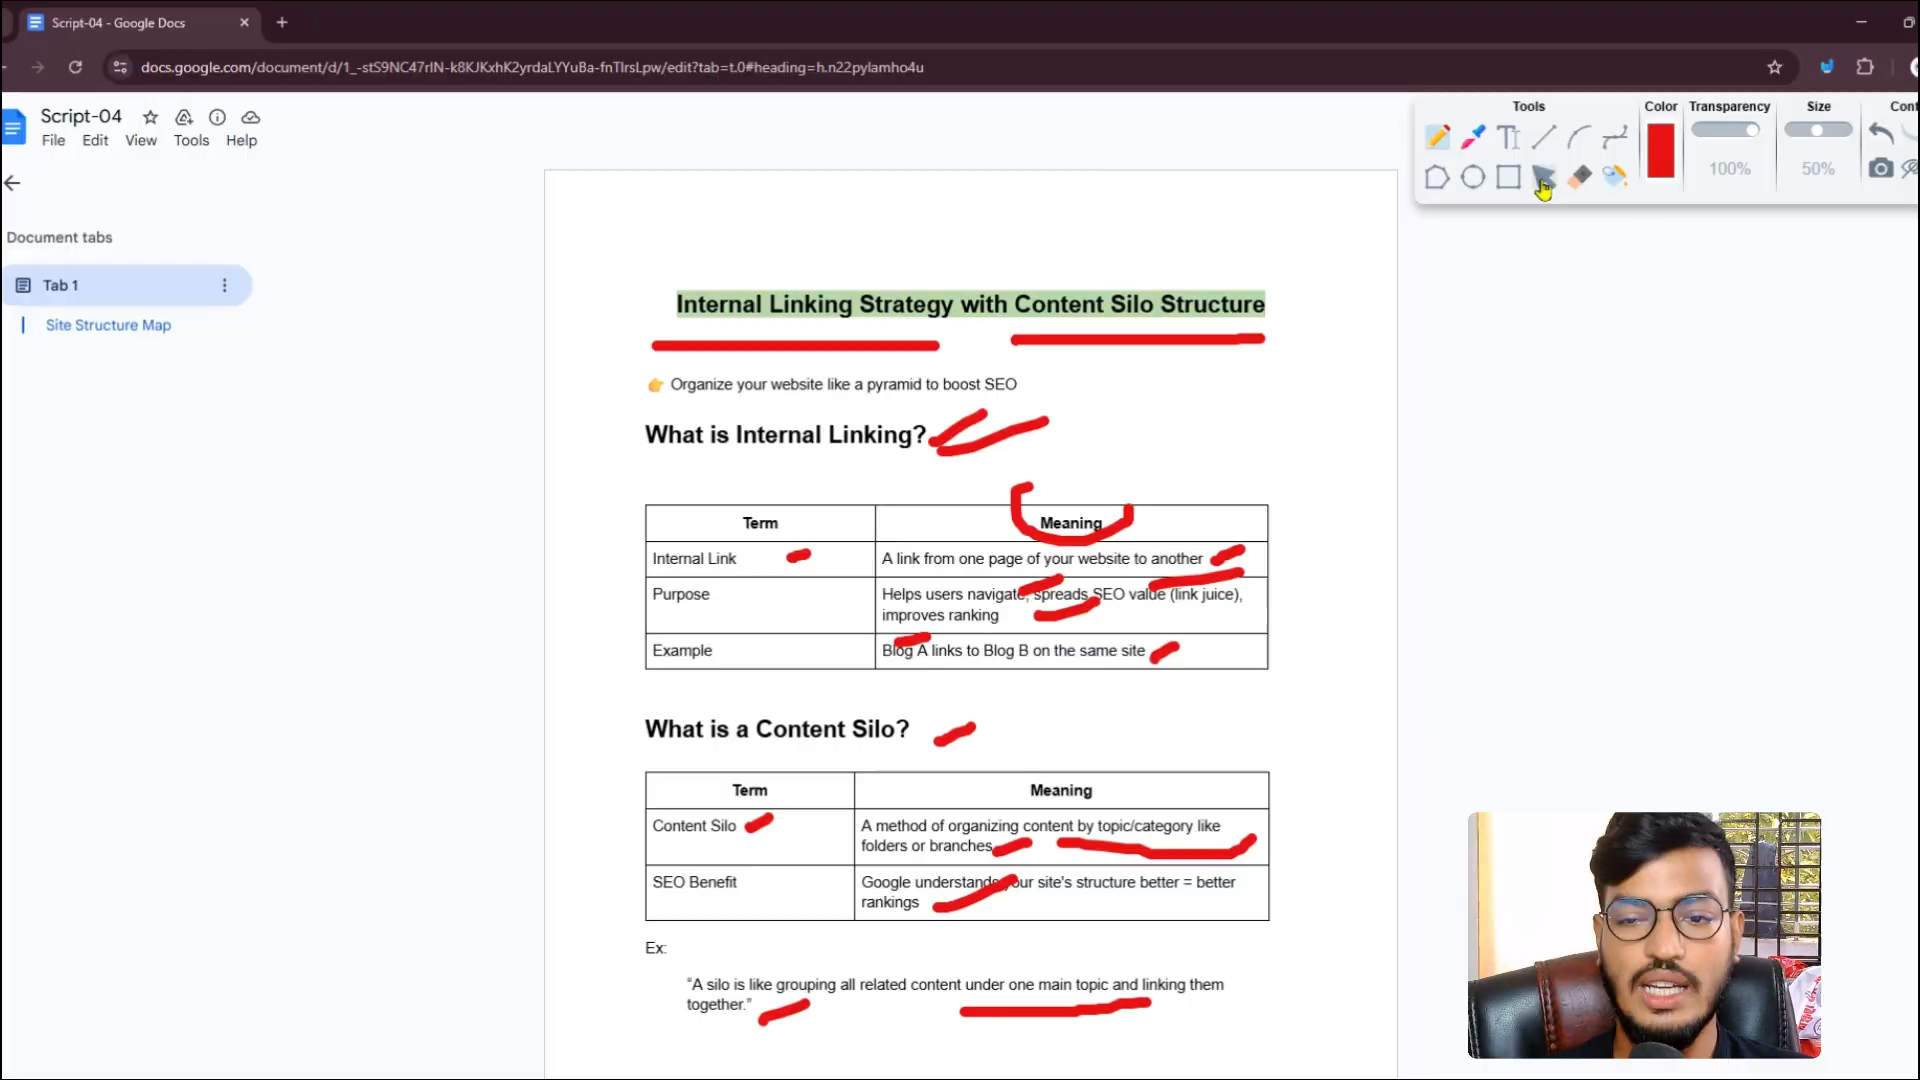 Script-04 - Google Docs
docs.google.com/document/d/1_-stS9NC47rlN-k8KJKxhK2yrdaLYYuBa-fnTlrsLpw/edit?tab=t.0#heading=h.n22pylamho4u
Script-04
File Edit View Tools Help
Tools Color Transparency Size Cont
100% 50%
Document tabs
Tab 1
Site Structure Map
Internal Linking Strategy with Content Silo Structure
👉 Organize your website like a pyramid to boost SEO
What is Internal Linking?
Term Meaning
Internal Link A link from one page of your website to another
Purpose Helps users navigate, spreads SEO value (link juice),
improves ranking
Example Blog A links to Blog B on the same site
What is a Content Silo?
Term Meaning
Content Silo A method of organizing content by topic/category like
folders or branches
SEO Benefit Google understands your site's structure better = better
rankings
Ex:
“A silo is like grouping all related content under one main topic and linking them
together.”